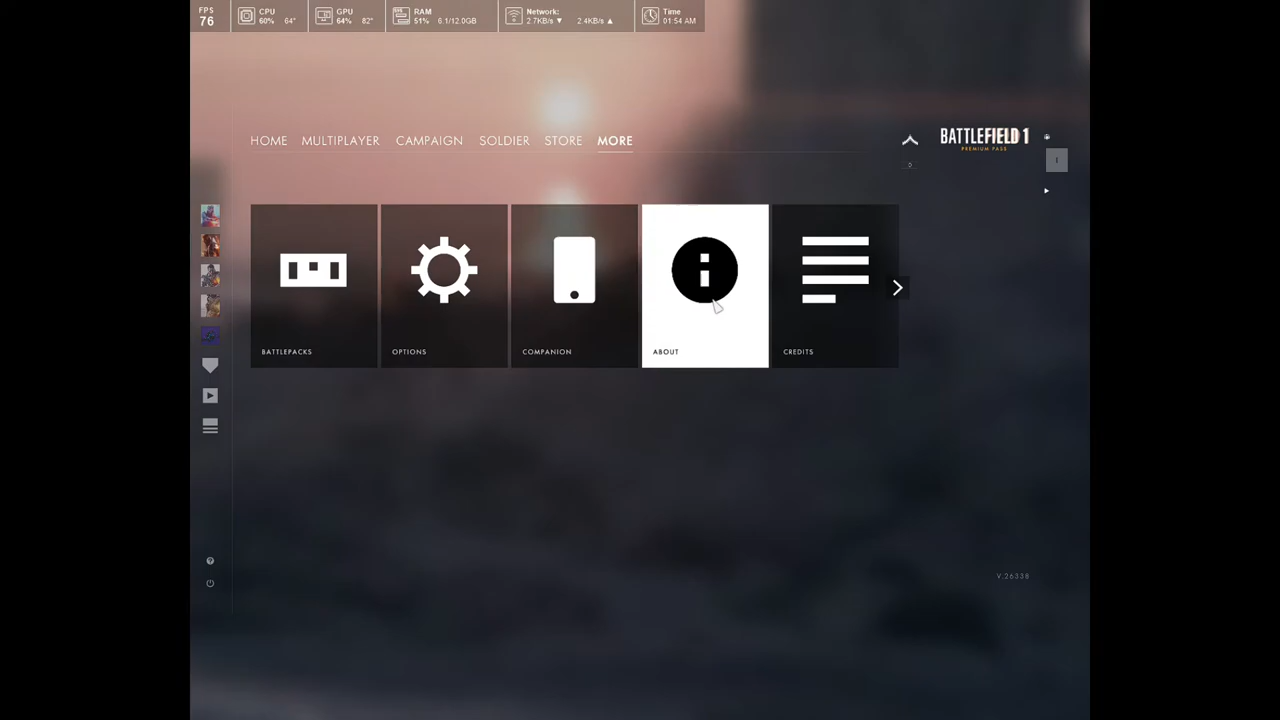 FPS
76
CPU
60% 64°
GPU
64% 82°
RAM
51% 6.1/12.0GB
Network:
2.7KB/s ▼ 2.4KB/s ▲
Time
01:54 AM
HOME MULTIPLAYER CAMPAIGN SOLDIER STORE MORE
BATTLEFIELD 1
PREMIUM PASS
BATTLEPACKS
OPTIONS
COMPANION
ABOUT
CREDITS
V.26338